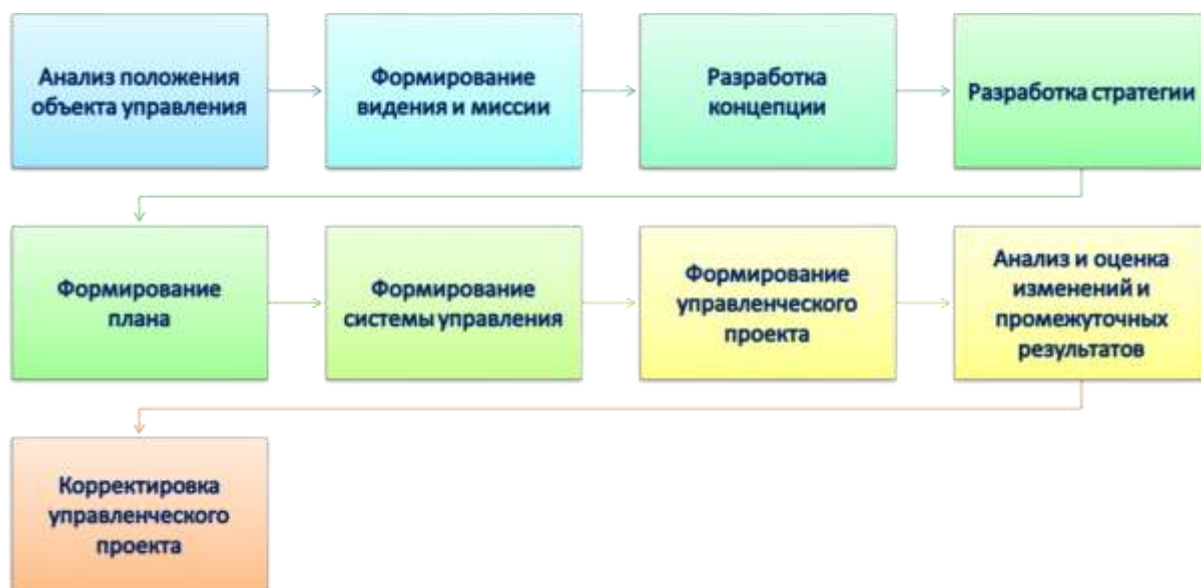 Анализ положения
объекта управления
Формирование
видения и миссии
Разработка
концепции
Разработка стратегии
Формирование
плана
Формирование
системы управления
Формирование
управленческого
проекта
Анализ и оценка
изменений и
промежуточных
результатов
Корректировка
управленческого
проекта